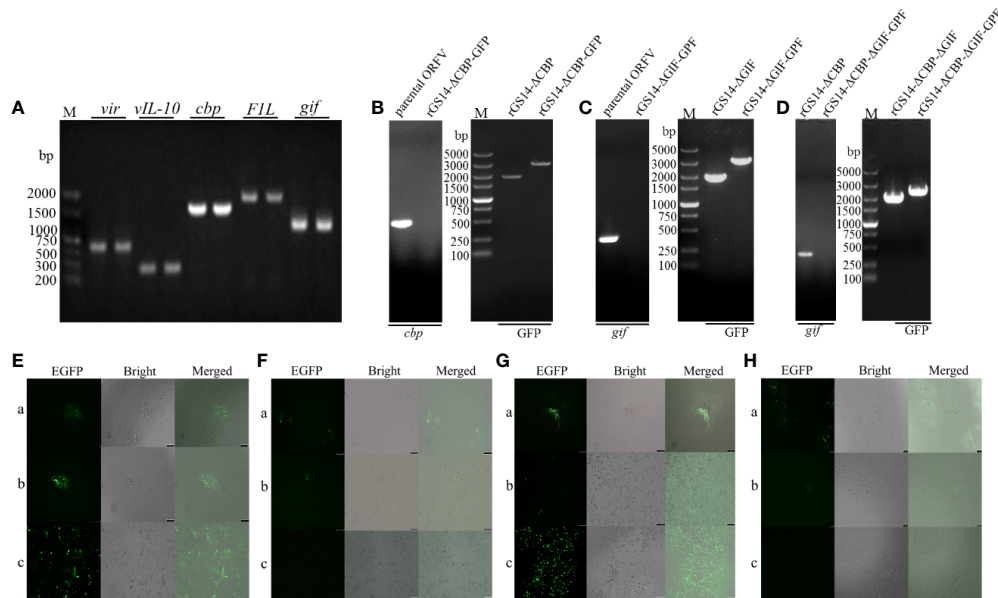 A
M
vir
vIL-10
cbp
F1L
gif
bp
2000
1500
1000
750
500
300
200
B
parental ORFV
rGS14-ΔCBP-GFP
cbp
M
rGS14-ΔCBP
rGS14-ΔCBP-GFP
bp
5000
3000
2000
1500
1000
750
500
250
100
GFP
C
parental ORFV
rGS14-ΔGIF-GPF
gif
M
rGS14-ΔGIF
rGS14-ΔGIF-GPF
bp
5000
3000
2000
1500
1000
750
500
250
100
GFP
D
rGS14-ΔCBP
rGS14-ΔCBP-ΔGIF-GPF
gif
M
rGS14-ΔCBP-ΔGIF
rGS14-ΔCBP-ΔGIF-GPF
bp
5000
3000
2000
1500
1000
750
500
250
100
GFP
E
EGFP Bright Merged
a
b
c
F
EGFP Bright Merged
a
b
c
G
EGFP Bright Merged
a
b
c
H
EGFP Bright Merged
a
b
c